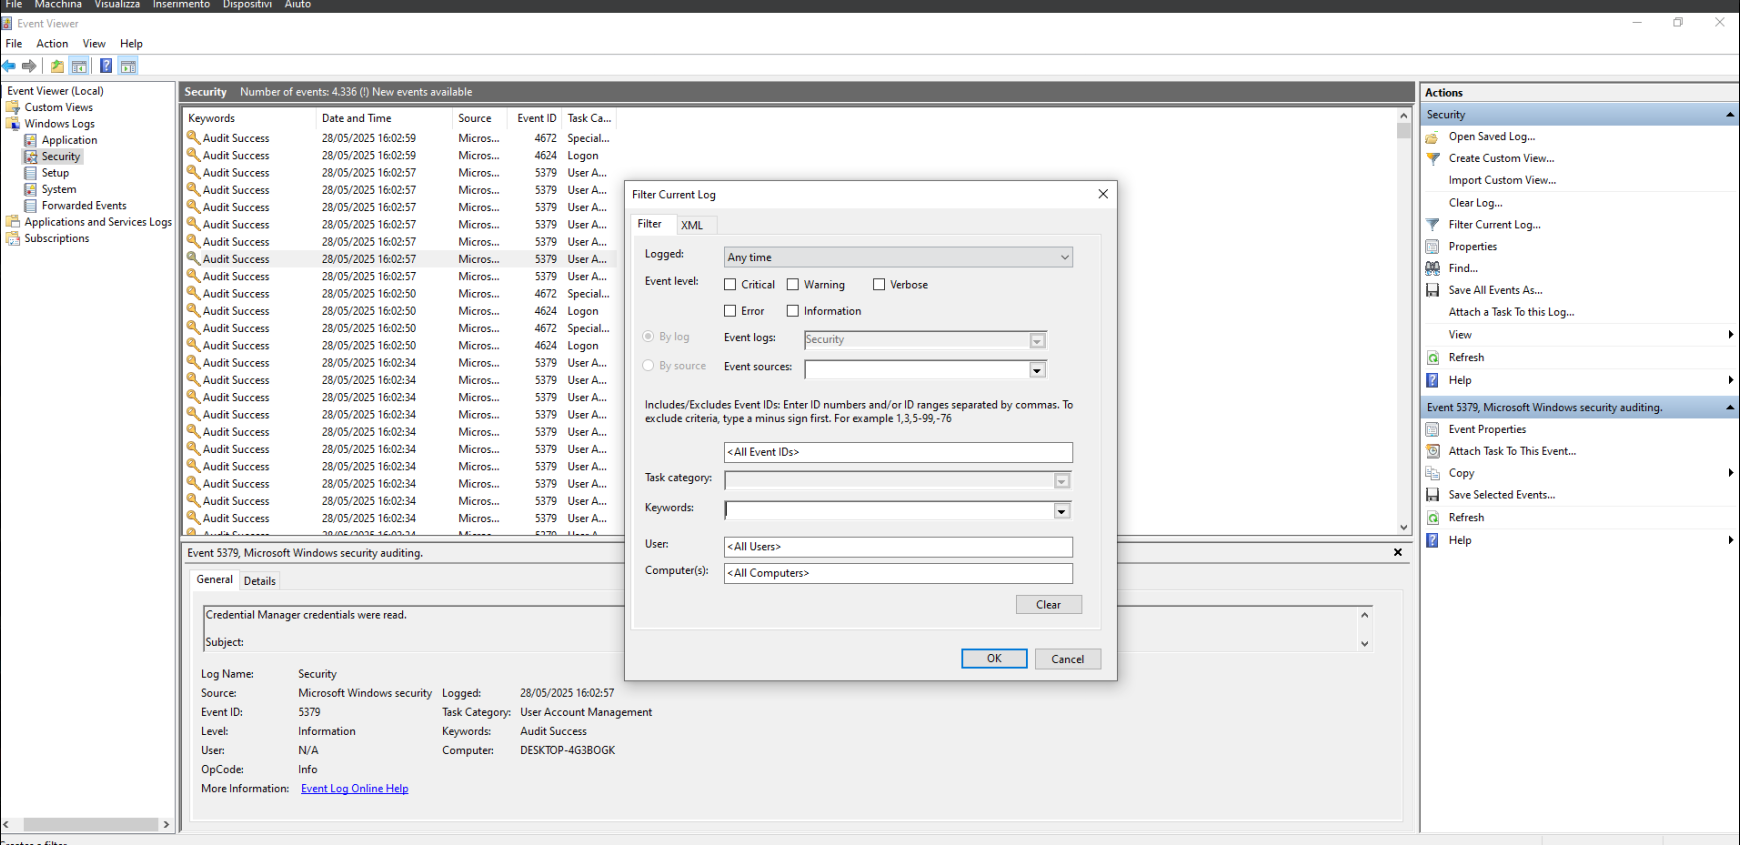 File Macchina Visualizza Inserimento Dispositivi Aiuto
Event Viewer
File Action View Help
Event Viewer (Local)
Custom Views
Windows Logs
Application
Security
Setup
System
Forwarded Events
Applications and Services Logs
Subscriptions
Security Number of events: 4.336 (!) New events available
Keywords Date and Time Source Event ID Task Ca...
Audit Success 28/05/2025 16:02:59 Micros... 4672 Special...
Audit Success 28/05/2025 16:02:59 Micros... 4624 Logon
Audit Success 28/05/2025 16:02:57 Micros... 5379 User A...
Audit Success 28/05/2025 16:02:57 Micros... 5379 User A...
Audit Success 28/05/2025 16:02:57 Micros... 5379 User A...
Audit Success 28/05/2025 16:02:57 Micros... 5379 User A...
Audit Success 28/05/2025 16:02:57 Micros... 5379 User A...
Audit Success 28/05/2025 16:02:57 Micros... 5379 User A...
Audit Success 28/05/2025 16:02:57 Micros... 5379 User A...
Audit Success 28/05/2025 16:02:50 Micros... 4672 Special...
Audit Success 28/05/2025 16:02:50 Micros... 4624 Logon
Audit Success 28/05/2025 16:02:50 Micros... 4672 Special...
Audit Success 28/05/2025 16:02:50 Micros... 4624 Logon
Audit Success 28/05/2025 16:02:34 Micros... 5379 User A...
Audit Success 28/05/2025 16:02:34 Micros... 5379 User A...
Audit Success 28/05/2025 16:02:34 Micros... 5379 User A...
Audit Success 28/05/2025 16:02:34 Micros... 5379 User A...
Audit Success 28/05/2025 16:02:34 Micros... 5379 User A...
Audit Success 28/05/2025 16:02:34 Micros... 5379 User A...
Audit Success 28/05/2025 16:02:34 Micros... 5379 User A...
Audit Success 28/05/2025 16:02:34 Micros... 5379 User A...
Audit Success 28/05/2025 16:02:34 Micros... 5379 User A...
Audit Success 28/05/2025 16:02:34 Micros... 5379 User A...
Audit Success 28/05/2025 16:02:34 Micros... 5379 User A...
Event 5379, Microsoft Windows security auditing.
General Details
Credential Manager credentials were read.
Subject:
Log Name: Security
Source: Microsoft Windows security Logged: 28/05/2025 16:02:57
Event ID: 5379 Task Category: User Account Management
Level: Information Keywords: Audit Success
User: N/A Computer: DESKTOP-4G3BOGK
OpCode: Info
More Information: Event Log Online Help
Filter Current Log
Filter XML
Logged: Any time
Event level: Critical Warning Verbose
Error Information
By log Event logs: Security
By source Event sources:
Includes/Excludes Event IDs: Enter ID numbers and/or ID ranges separated by commas. To
exclude criteria, type a minus sign first. For example 1,3,5-99,-76
<All Event IDs>
Task category:
Keywords:
User: <All Users>
Computer(s): <All Computers>
Clear
OK Cancel
Actions
Security
Open Saved Log...
Create Custom View...
Import Custom View...
Clear Log...
Filter Current Log...
Properties
Find...
Save All Events As...
Attach a Task To this Log...
View
Refresh
Help
Event 5379, Microsoft Windows security auditing.
Event Properties
Attach Task To This Event...
Copy
Save Selected Events...
Refresh
Help